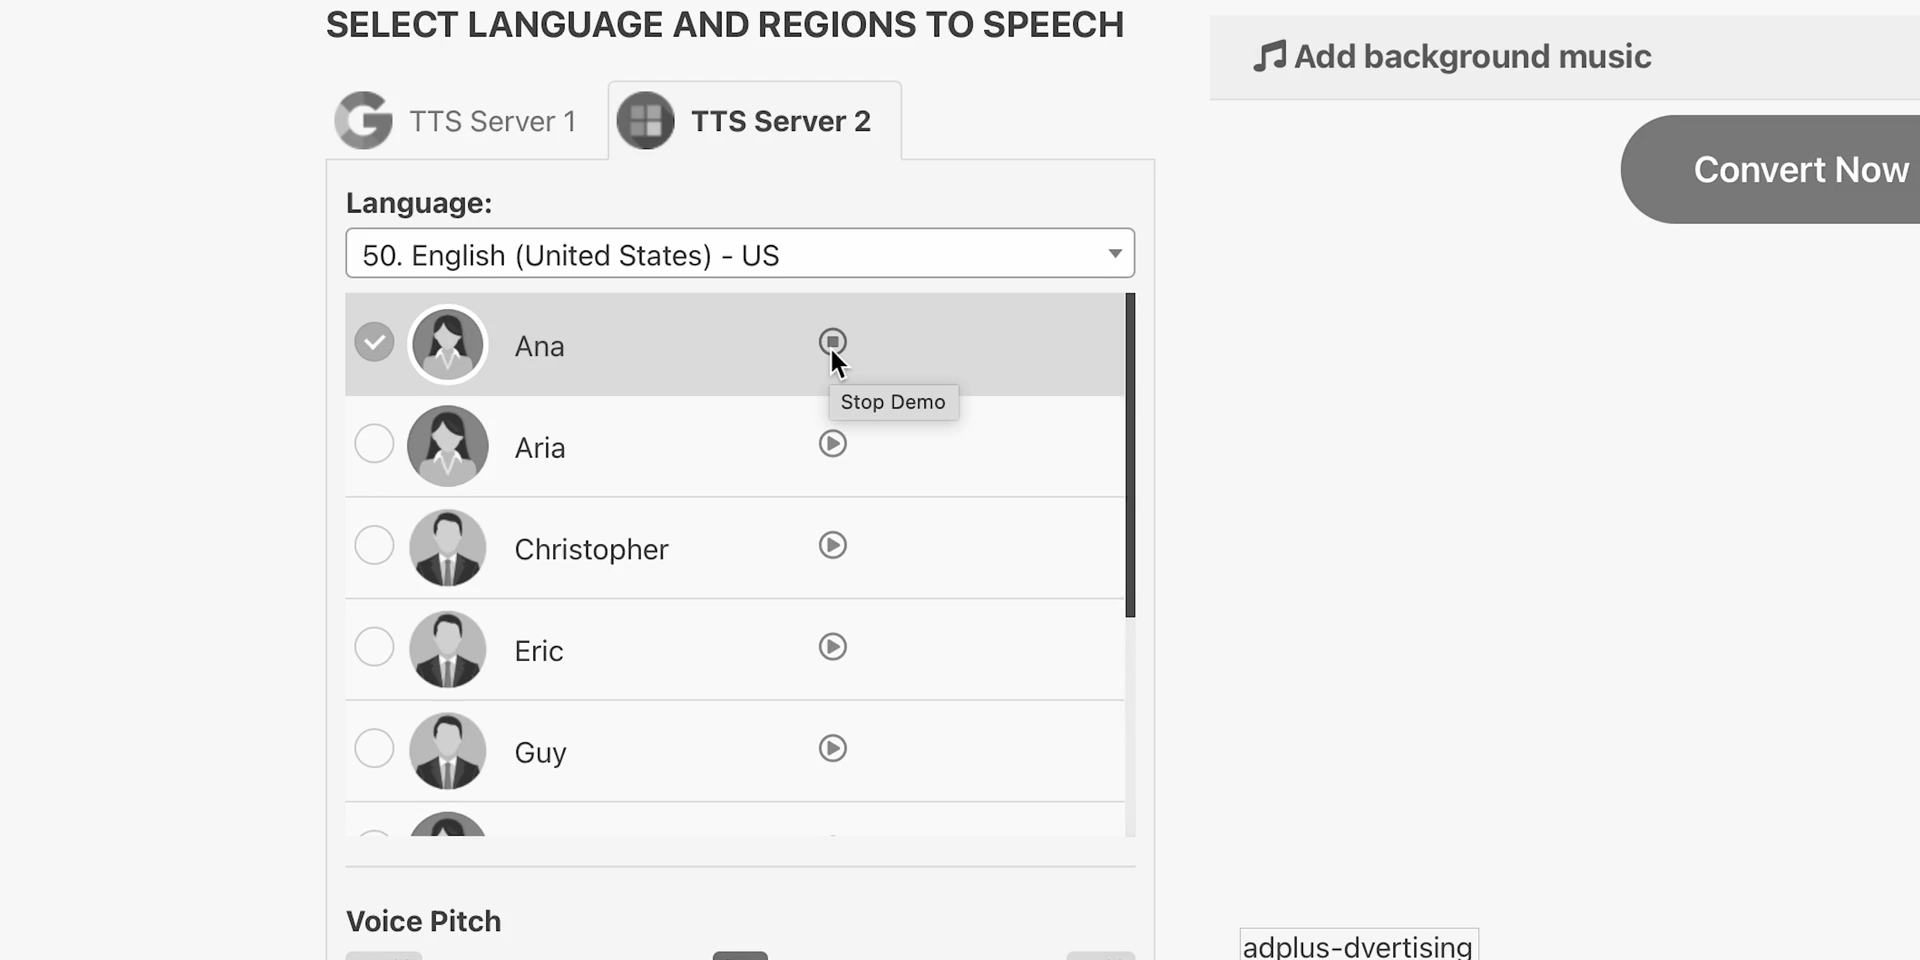 SELECT LANGUAGE AND REGIONS TO SPEECH
Add background music
TTS Server 1
TTS Server 2
Convert Now
Language:
50. English (United States) - US
Ana
Stop Demo
Aria
Christopher
Eric
Guy
Voice Pitch
adplus-dvertising